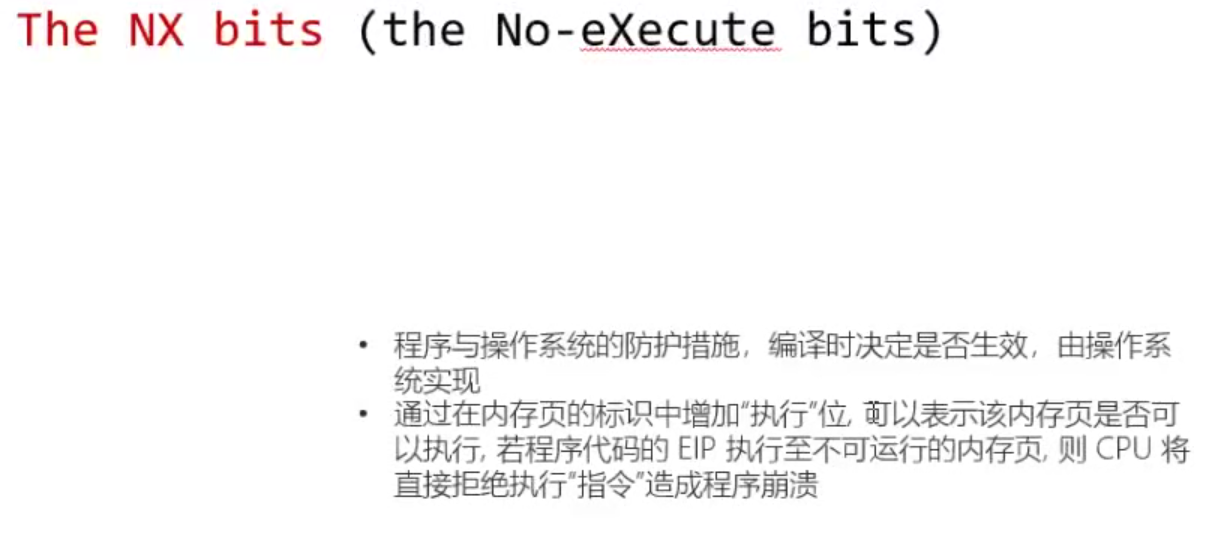 The NX bits (the No-eXecute bits)
• 程序与操作系统的防护措施，编译时决定是否生效，由操作系
统实现
• 通过在内存页的标识中增加“执行”位, 可以表示该内存页是否可
以执行, 若程序代码的 EIP 执行至不可运行的内存页, 则 CPU 将
直接拒绝执行“指令”造成程序崩溃